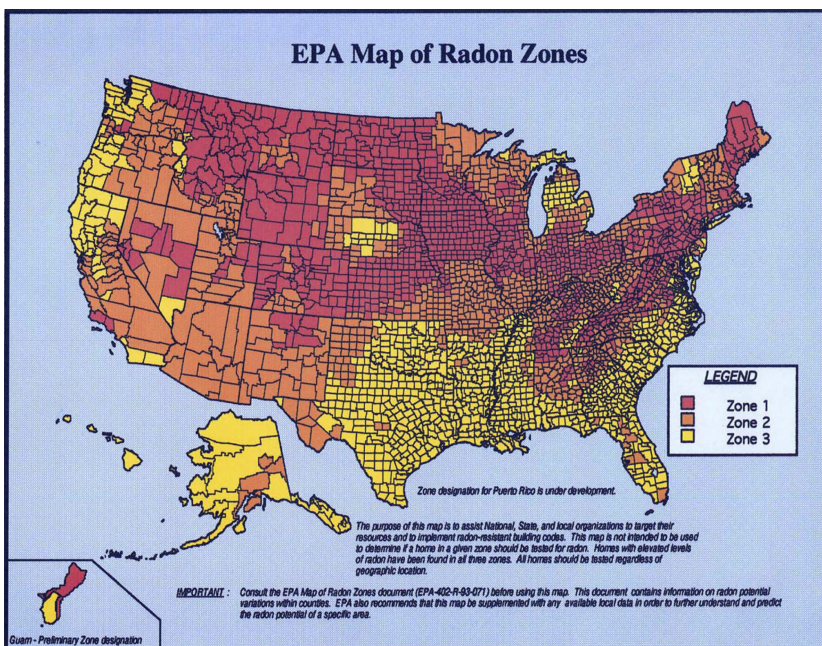 EPA Map of Radon Zones
LEGEND
Zone 1
Zone 2
Zone 3
Zone designation for Puerto Rico is under development.
The purpose of this map is to assist National, State, and local organizations to target their
resources and to implement radon-resistant building codes. This map is not intended to be used
to determine if a home in a given zone should be tested for radon. Homes with elevated levels
of radon have been found in all three zones. All homes should be tested regardless of
geographic location.
IMPORTANT : Consult the EPA Map of Radon Zones document (EPA-402-R-93-071) before using this map. This document contains information on radon potential
variations within counties. EPA also recommends that this map be supplemented with any available local data in order to further understand and predict
the radon potential of a specific area.
Guam - Preliminary Zone designation